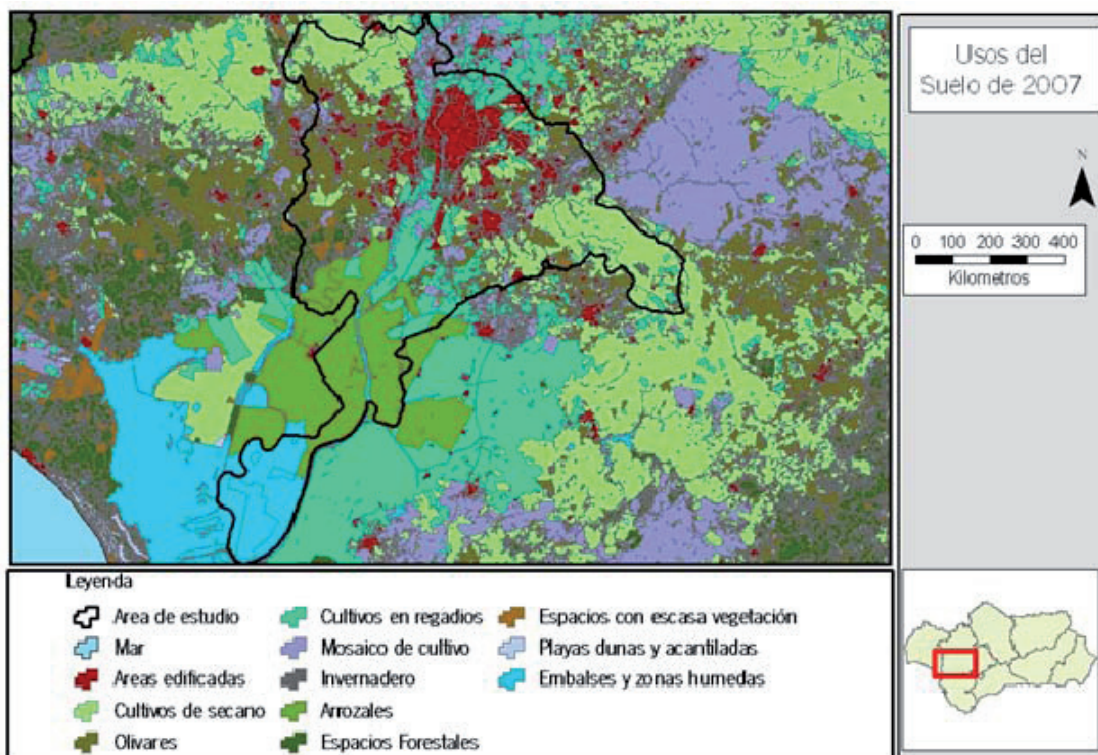 Usos del
Suelo de 2007
N
0 100 200 300 400
Kilometros
Leyenda
Area de estudio
Mar
Areas edificadas
Cultivos de secano
Olivares
Cultivos en regadios
Mosaico de cultivo
Invernadero
Arrozales
Espacios Forestales
Espacios con escasa vegetación
Playas dunas y acantiladas
Embalses y zonas humedas